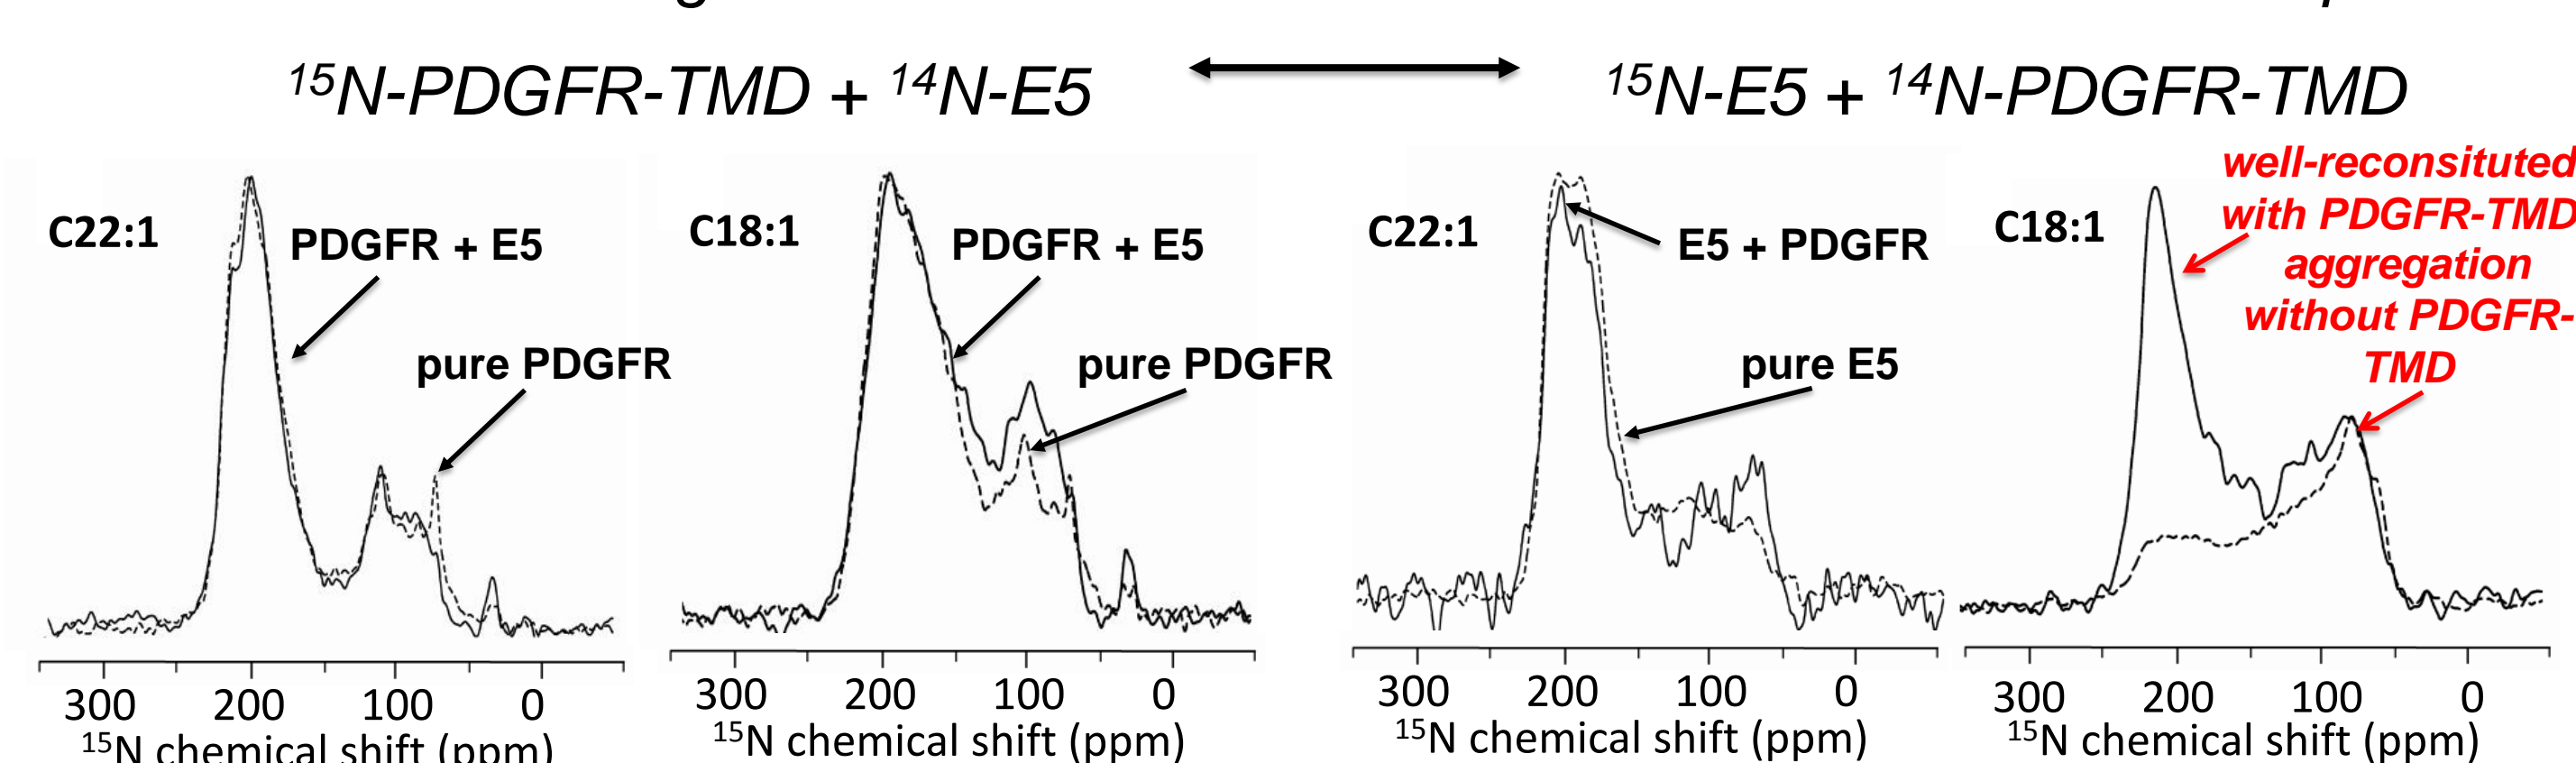 ¹⁵N-PDGFR-TMD + ¹⁴N-E5
¹⁵N-E5 + ¹⁴N-PDGFR-TMD
C22:1
PDGFR + E5
pure PDGFR
300 200 100 0
¹⁵N chemical shift (ppm)
C18:1
PDGFR + E5
pure PDGFR
300 200 100 0
¹⁵N chemical shift (ppm)
C22:1
E5 + PDGFR
pure E5
300 200 100 0
¹⁵N chemical shift (ppm)
C18:1
well-reconsituted
with PDGFR-TMD
aggregation
without PDGFR-
TMD
300 200 100 0
¹⁵N chemical shift (ppm)